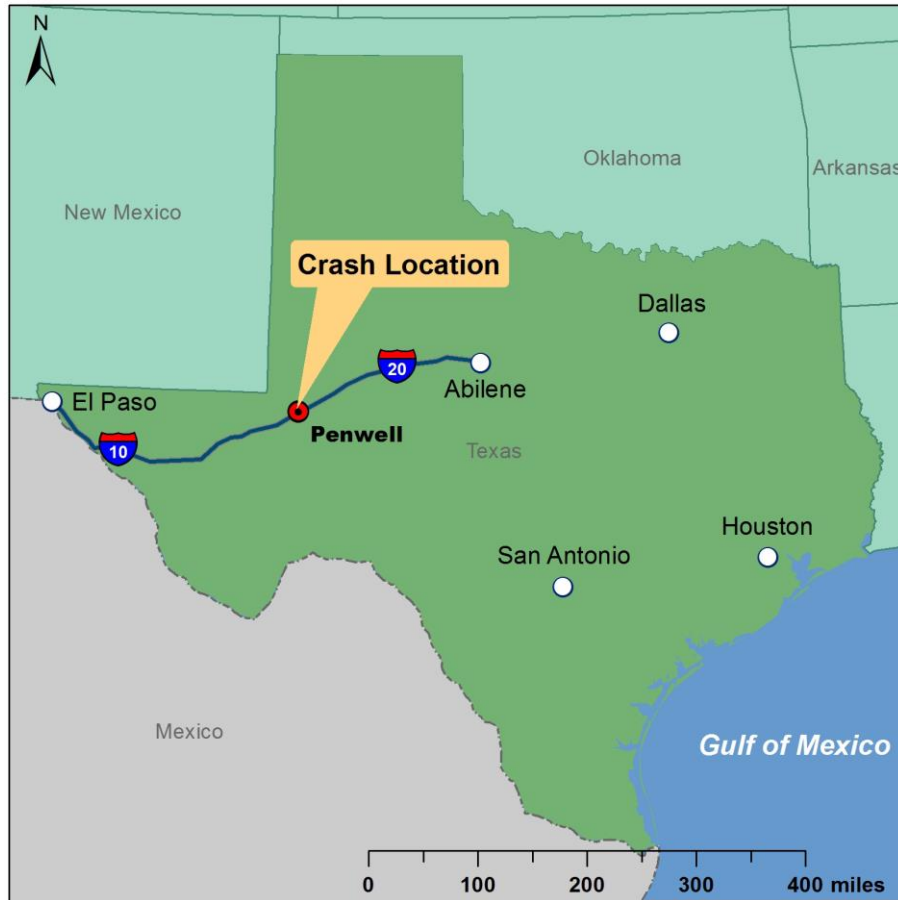 N
Oklahoma
Arkansas
New Mexico
Crash Location
Dallas
20
Abilene
El Paso
Penwell
10
Texas
Houston
San Antonio
Mexico
Gulf of Mexico
0 100 200 300 400 miles